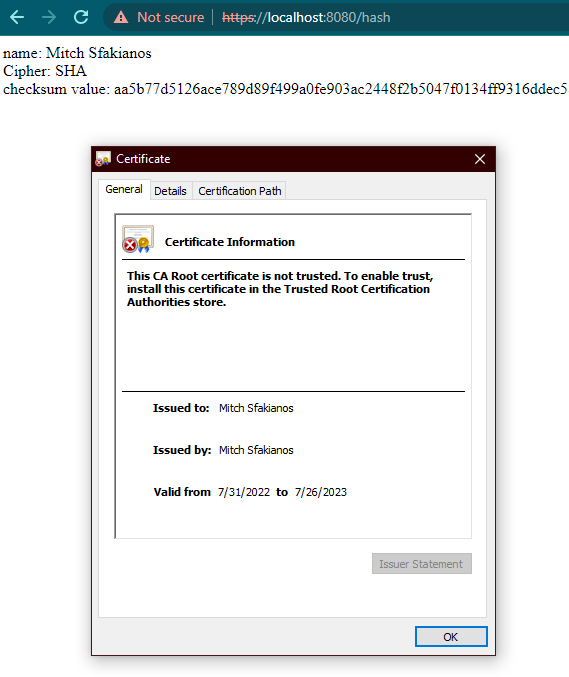 Not secure | https://localhost:8080/hash
name: Mitch Sfakianos
Cipher: SHA
checksum value: aa5b77d5126ace789d89f499a0fe903ac2448f2b5047f0134ff9316ddec5
Certificate
General Details Certification Path
Certificate Information
This CA Root certificate is not trusted. To enable trust,
install this certificate in the Trusted Root Certification
Authorities store.
Issued to: Mitch Sfakianos
Issued by: Mitch Sfakianos
Valid from 7/31/2022 to 7/26/2023
Issuer Statement
OK